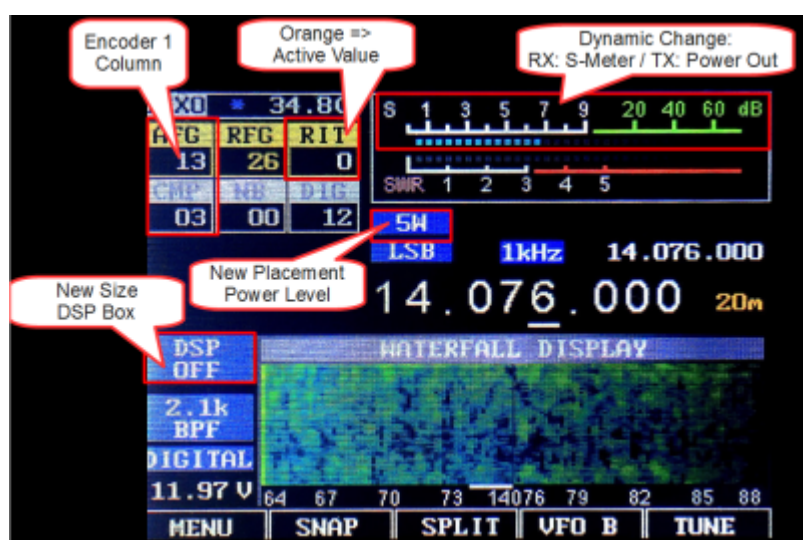 Encoder 1
Column
Orange =>
Active Value
Dynamic Change:
RX: S-Meter / TX: Power Out
S 1 3 5 7 9 20 40 60 dB
AFG RFG RIT
13 26 0
CMP NB DIG
03 00 12
SWR 1 2 3 4 5
5W
LSB 1kHz 14.076.000
New Placement
Power Level
14.076.000 20m
New Size
DSP Box
DSP
OFF
WATERFALL DISPLAY
2.1k
BPF
DIGITAL
11.97 V
64 67 70 73 14076 79 82 85 88
MENU SNAP SPLIT VFO B TUNE